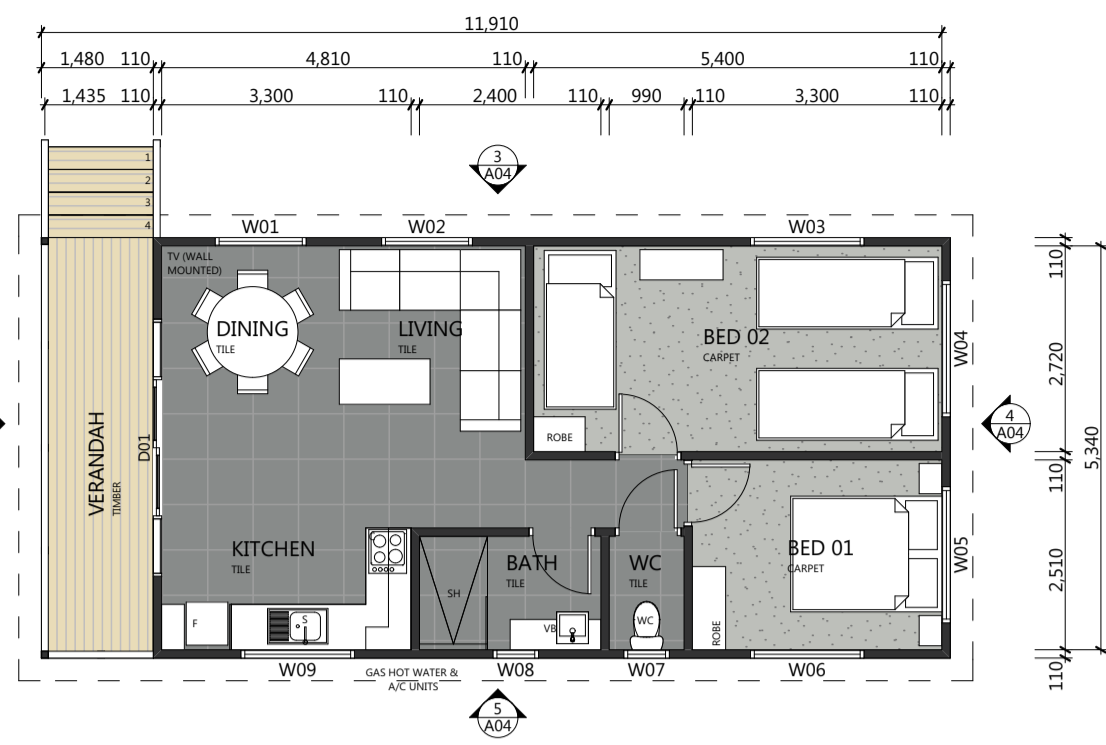 11,910
1,480 110 4,810 110 5,400 110
1,435 110 3,300 110 2,400 110 990 110 3,300 110
3
A04
1
2
3
4
W01 W02 W03
TV (WALL
MOUNTED)
DINING
TILE
LIVING
TILE
BED 02
CARPET
W04
110
2,720
5,340
4
A04
ROBE
VERANDAH
TIMBER
D01
110
KITCHEN
TILE
BATH
TILE
WC
TILE
BED 01
CARPET
W05
2,510
SH
F
S
VB
WC
ROBE
110
W09
GAS HOT WATER &
A/C UNITS
W08 W07 W06
5
A04